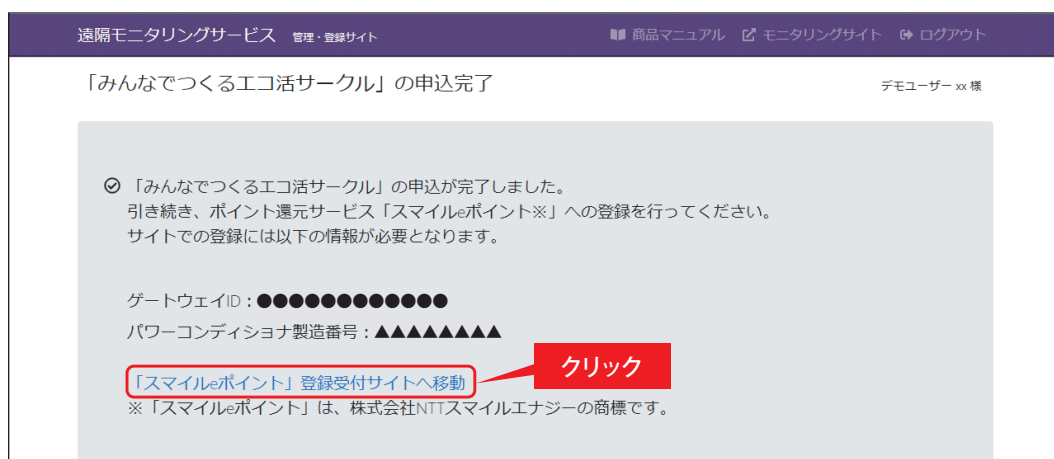 遠隔モニタリングサービス 管理・登録サイト 商品マニュアル モニタリングサイト ログアウト
「みんなでつくるエコ活サークル」の申込完了 デモユーザー xx 様
「みんなでつくるエコ活サークル」の申込が完了しました。
引き続き、ポイント還元サービス「スマイルeポイント※」への登録を行ってください。
サイトでの登録には以下の情報が必要となります。
ゲートウェイID：●●●●●●●●●●●●
パワーコンディショナ製造番号：▲▲▲▲▲▲▲▲
「スマイルeポイント」登録受付サイトへ移動
クリック
※「スマイルeポイント」は、株式会社NTTスマイルエナジーの商標です。